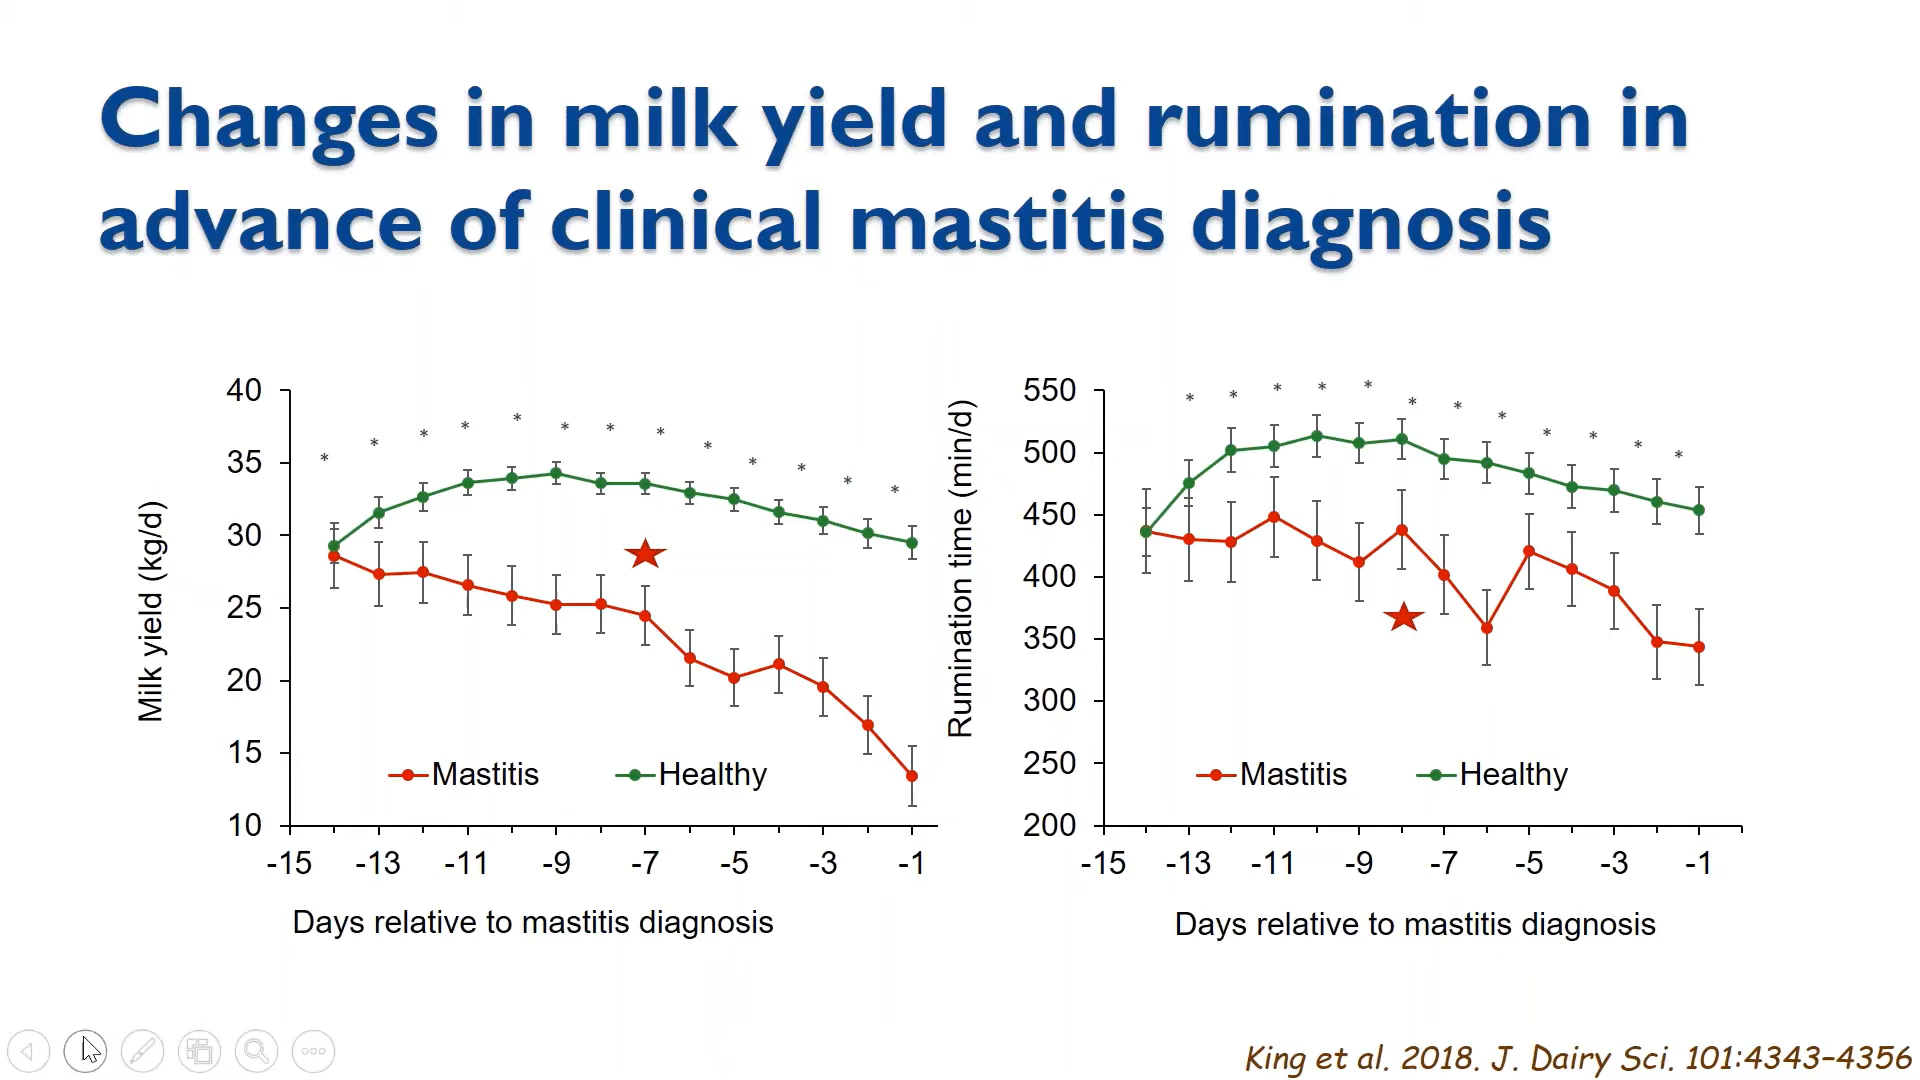 Changes in milk yield and rumination in
advance of clinical mastitis diagnosis
Milk yield (kg/d)
40
35
30
25
20
15
10
* * * * * * * * * * * * *
Mastitis Healthy
-15 -13 -11 -9 -7 -5 -3 -1
Days relative to mastitis diagnosis
Rumination time (min/d)
550
500
450
400
350
300
250
200
* * * * * * * * * * * *
Mastitis Healthy
-15 -13 -11 -9 -7 -5 -3 -1
Days relative to mastitis diagnosis
King et al. 2018. J. Dairy Sci. 101:4343–4356